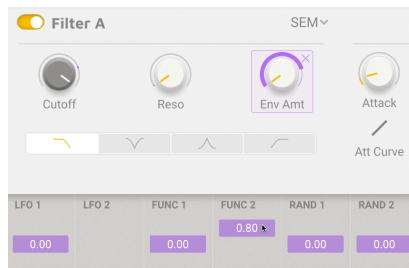 Filter A SEM
Cutoff Reso Env Amt Attack
Att Curve
LFO 1 LFO 2 FUNC 1 FUNC 2 RAND 1 RAND 2
0.80
0.00 0.00 0.00 0.00